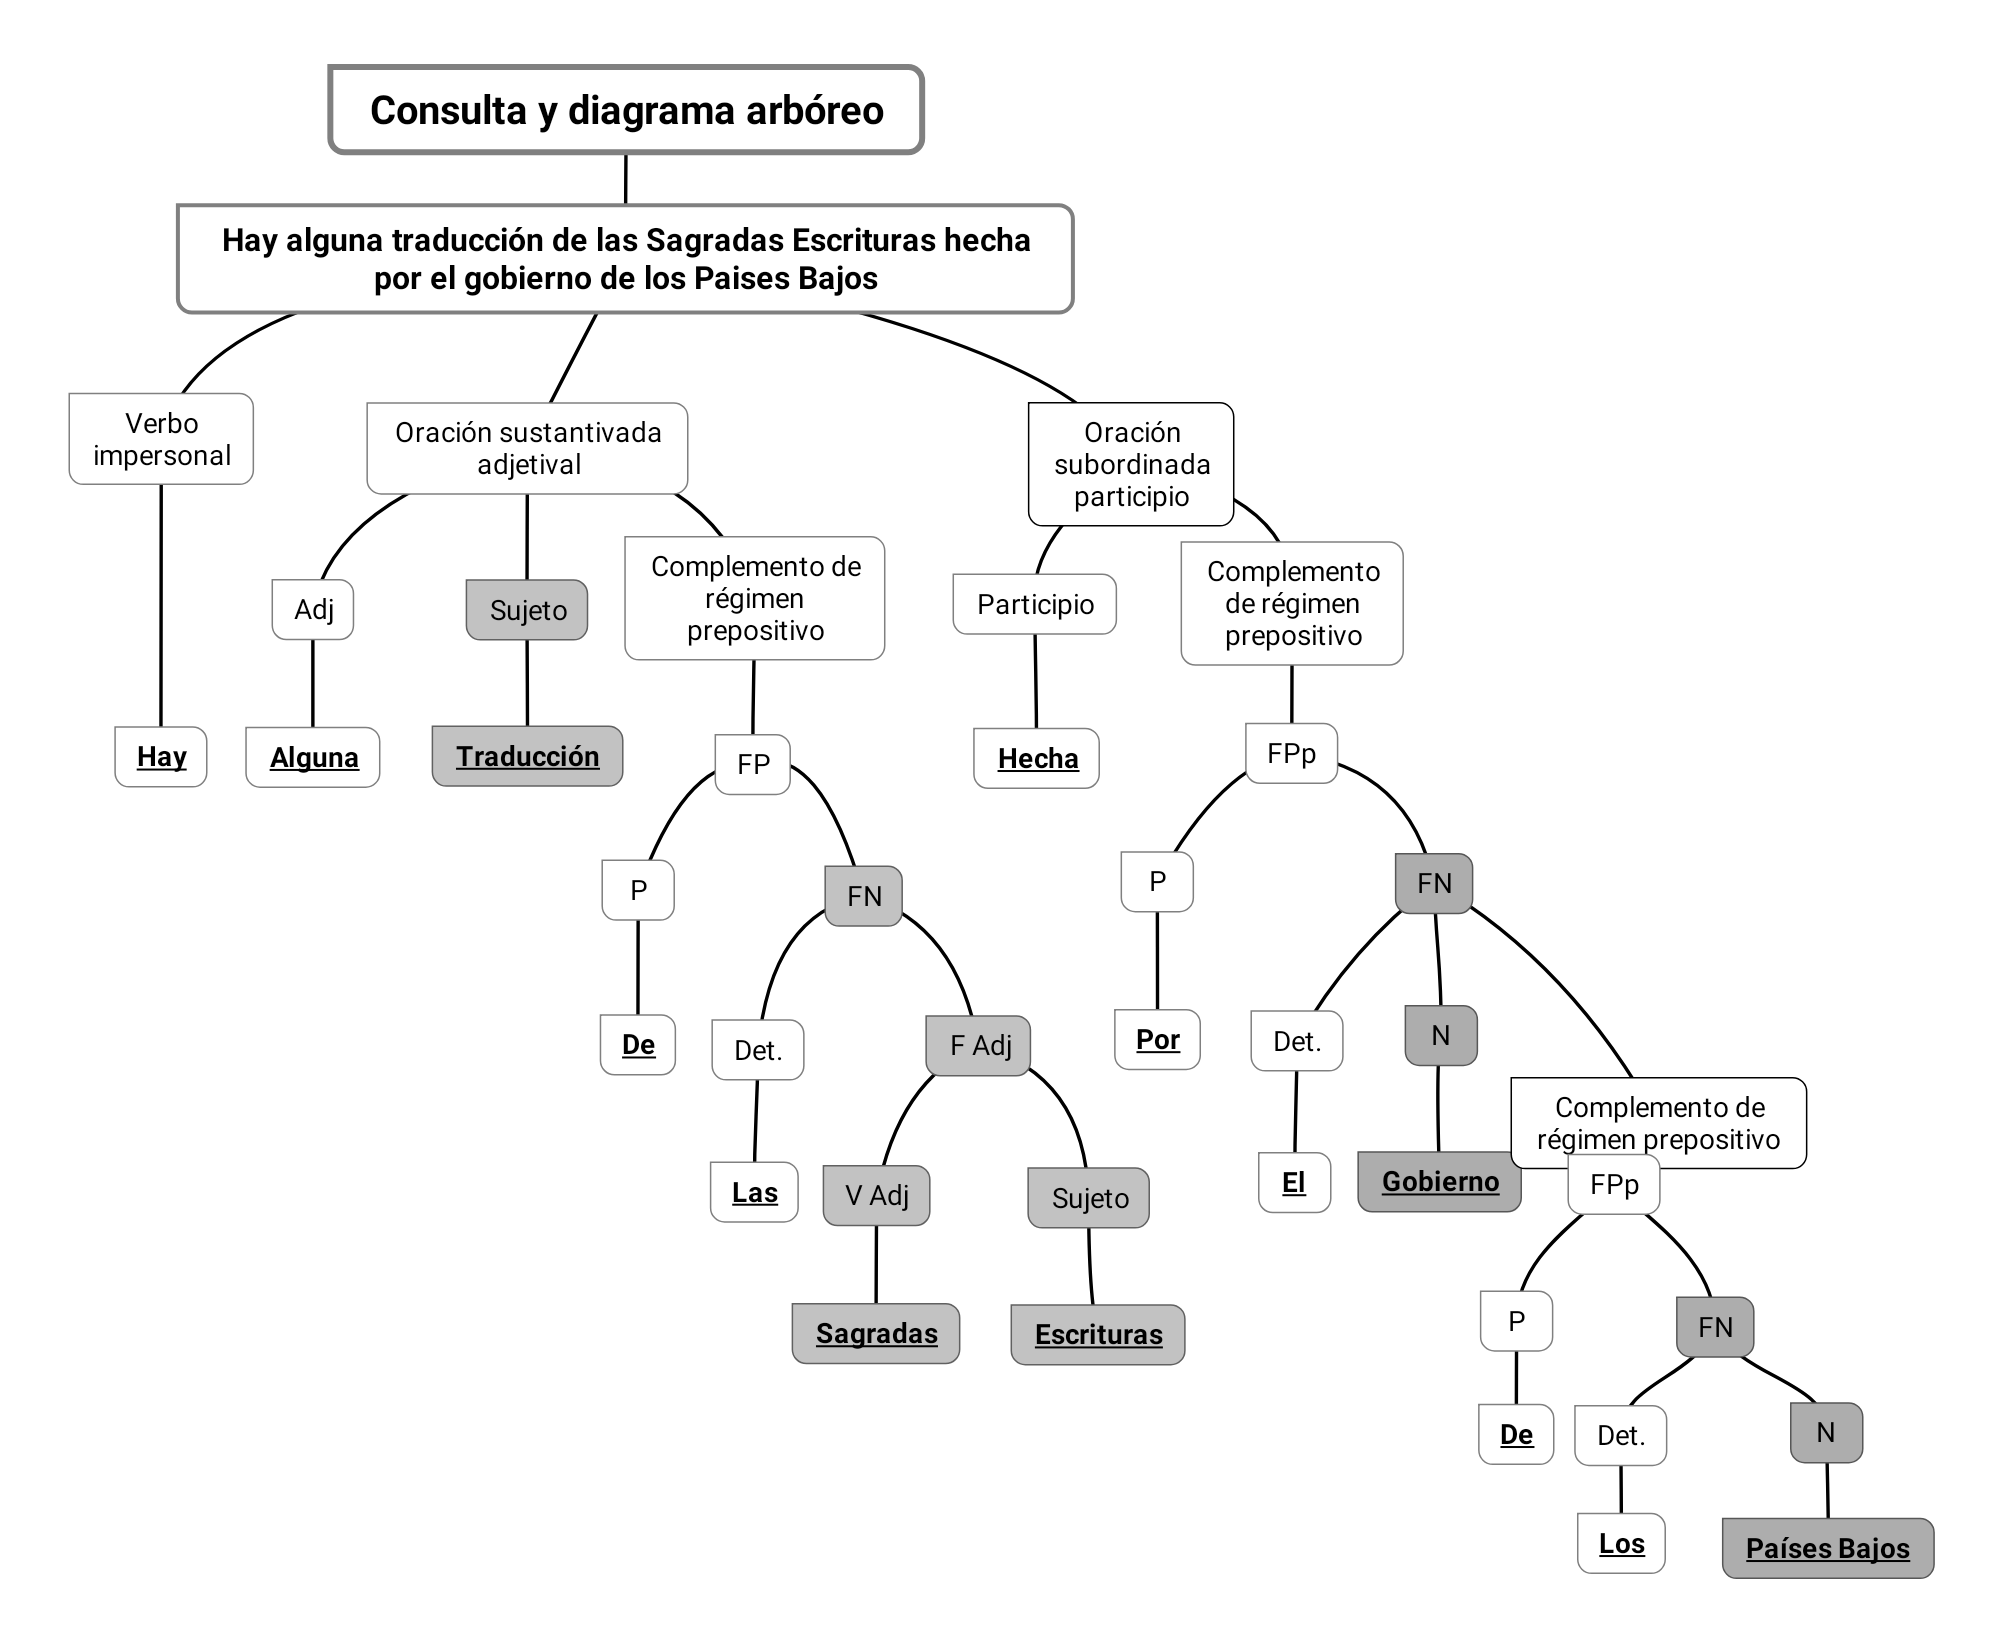 Consulta y diagrama arbóreo
Hay alguna traducción de las Sagradas Escrituras hecha
por el gobierno de los Paises Bajos
Verbo
impersonal
Oración sustantivada
adjetival
Oración
subordinada
participio
Adj
Sujeto
Complemento de
régimen
prepositivo
Participio
Complemento
de régimen
prepositivo
Hay
Alguna
Traducción
FP
Hecha
FPp
P
FN
P
FN
De
Det.
F Adj
Por
Det.
N
Complemento de
régimen prepositivo
Las
V Adj
Sujeto
El
Gobierno
FPp
Sagradas
Escrituras
P
FN
De
Det.
N
Los
Países Bajos